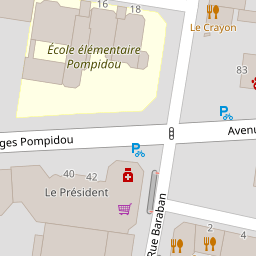 16
18
Le Crayon
École élémentaire
Pompidou
83
ges Pompidou
Avenu
40
42
Le Président
Rue Baraban
2
4